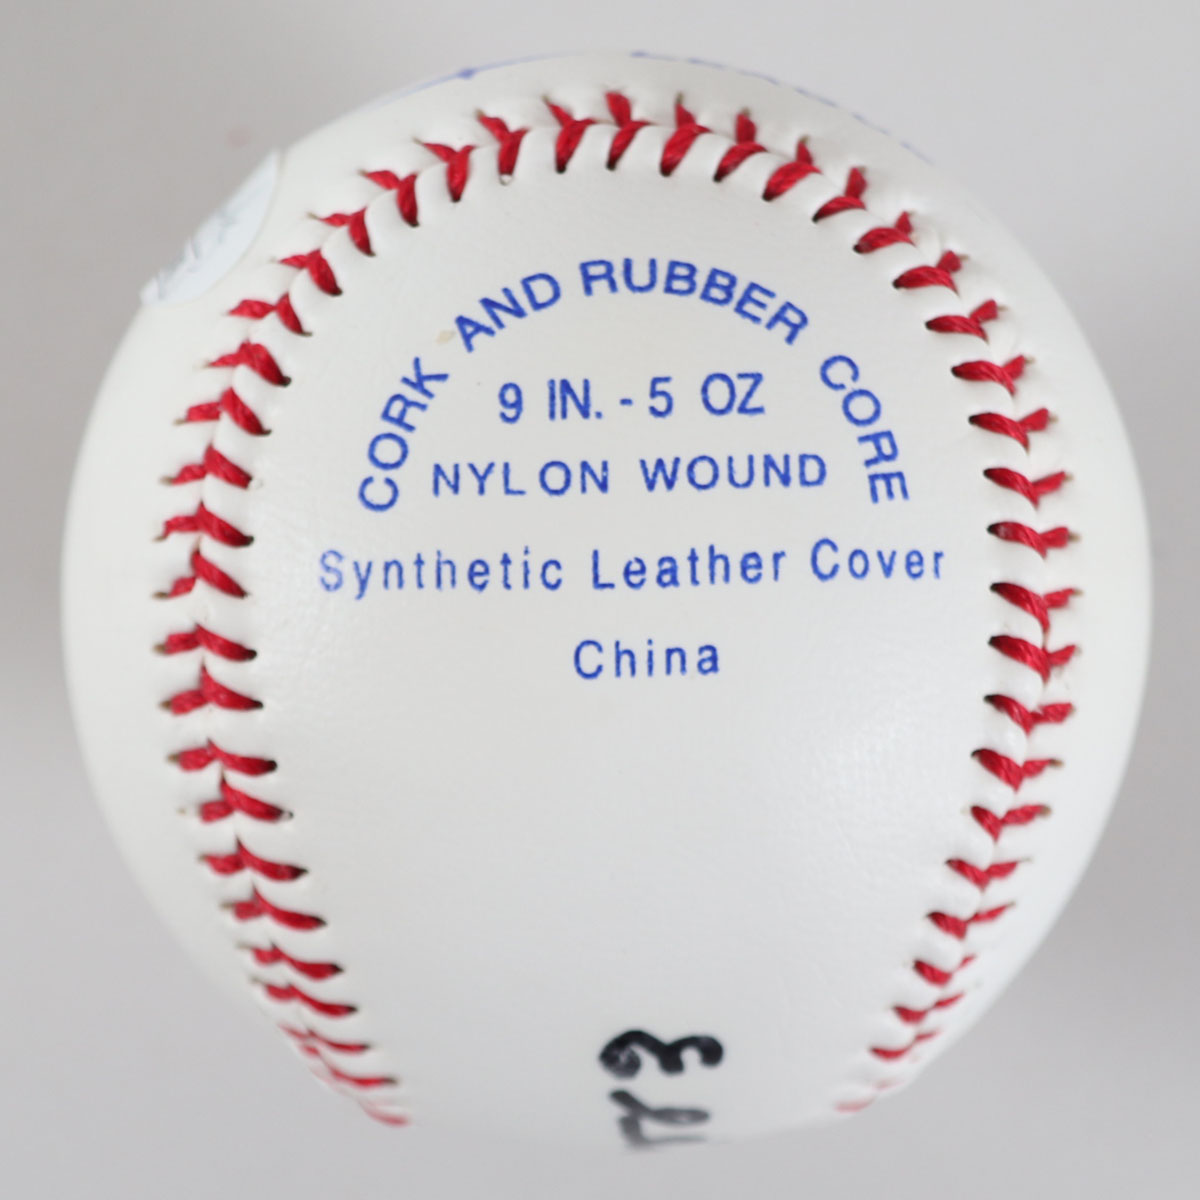 CORK AND RUBBER CORE
9 IN. - 5 OZ
NYLON WOUND
Synthetic Leather Cover
China